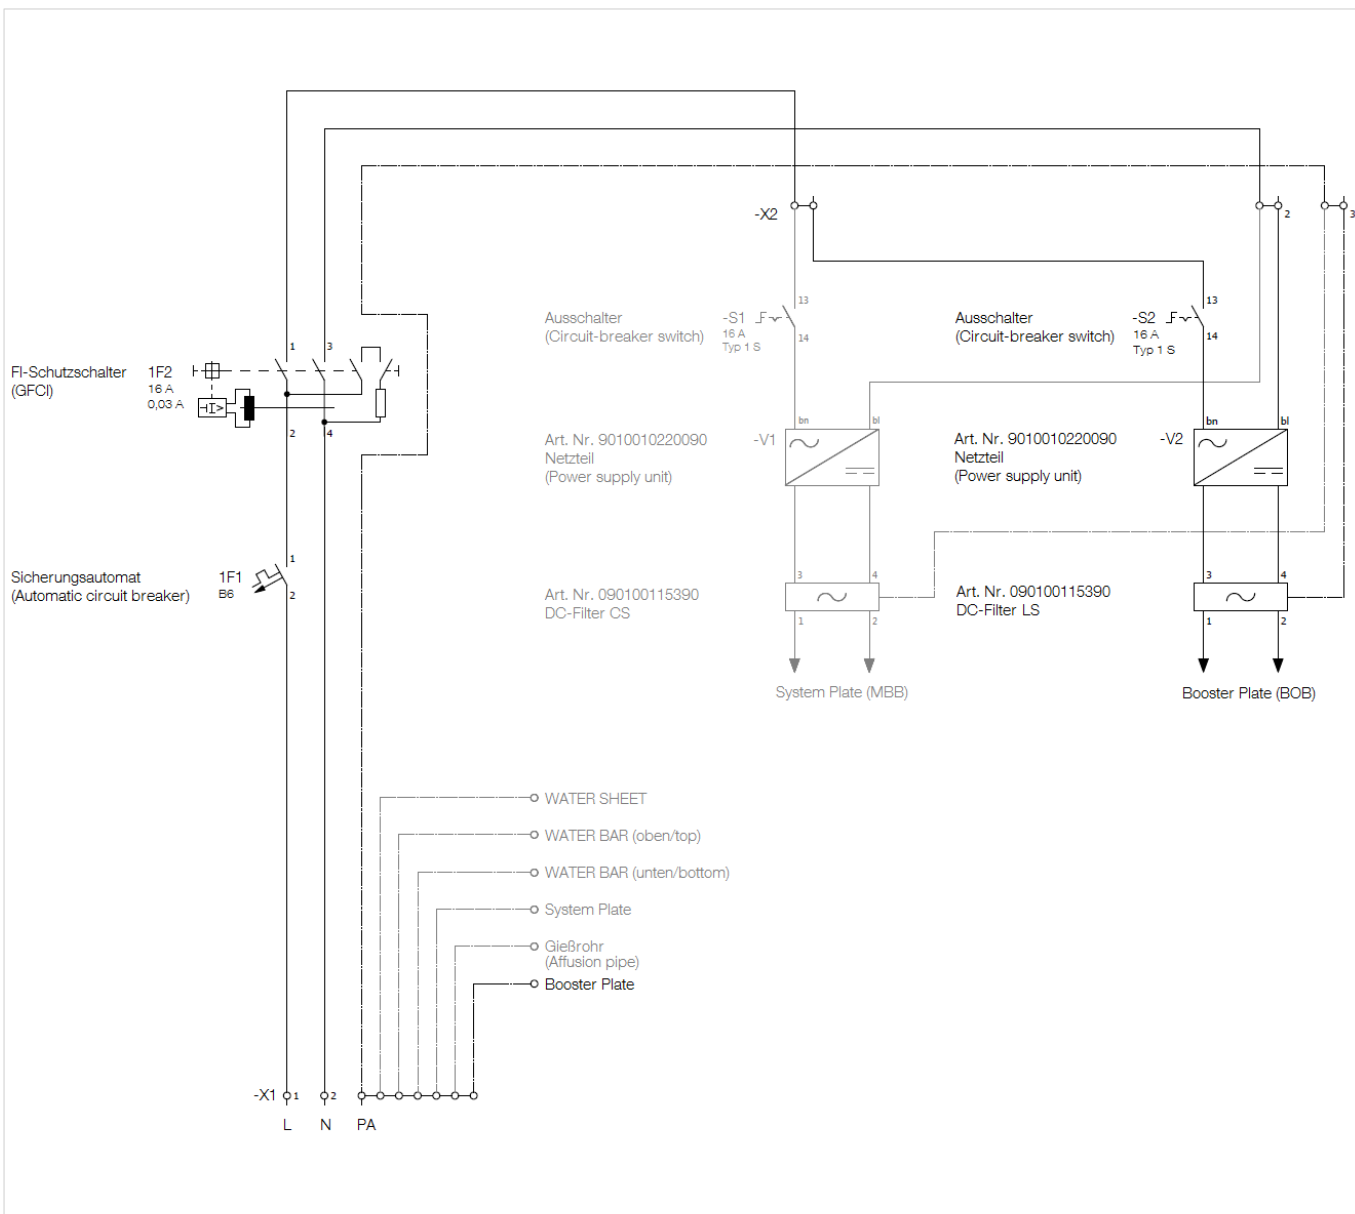 -X2
2
3
13
14
Ausschalter
(Circuit-breaker switch)
-S1
16 A
Typ 1 S
13
14
Ausschalter
(Circuit-breaker switch)
-S2
16 A
Typ 1 S
1
3
FI-Schutzschalter
(GFCI)
1F2
16 A
0,03 A
-I>
2
4
bn
bl
Art. Nr. 9010010220090
Netzteil
(Power supply unit)
-V1
bn
bl
Art. Nr. 9010010220090
Netzteil
(Power supply unit)
-V2
1
2
Sicherungsautomat
(Automatic circuit breaker)
1F1
B6
3
4
Art. Nr. 090100115390
DC-Filter CS
1
2
3
4
Art. Nr. 090100115390
DC-Filter LS
1
2
System Plate (MBB)
Booster Plate (BOB)
WATER SHEET
WATER BAR (oben/top)
WATER BAR (unten/bottom)
System Plate
Gießrohr
(Affusion pipe)
Booster Plate
-X1
1
2
L
N
PA